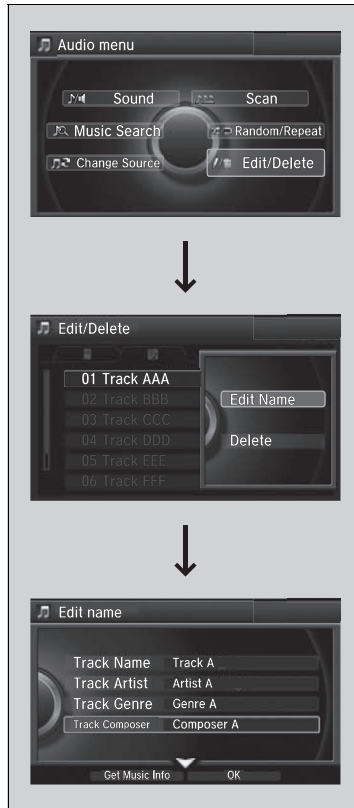 Audio menu
Sound
Scan
Music Search
Random/Repeat
Change Source
Edit/Delete
Edit/Delete
01 Track AAA
02 Track BBB
03 Track CCC
04 Track DDD
05 Track EEE
06 Track FFF
Edit Name
Delete
Edit name
Track Name Track A
Track Artist Artist A
Track Genre Genre A
Track Composer Composer A
Get Music Info OK